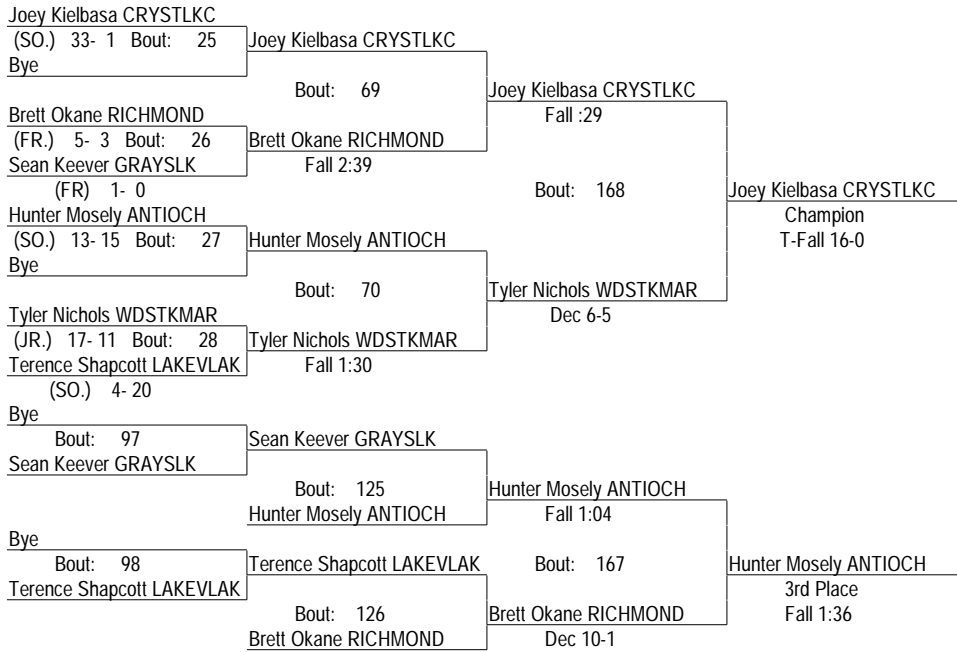 Joey Kielbasa CRYSTLKC
(SO.) 33- 1 Bout: 25
Joey Kielbasa CRYSTLKC
Bye
Bout: 69
Joey Kielbasa CRYSTLKC
Brett Okane RICHMOND
Fall :29
(FR.) 5- 3 Bout: 26
Brett Okane RICHMOND
Sean Keever GRAYSLK
Fall 2:39
(FR) 1- 0
Bout: 168
Joey Kielbasa CRYSTLKC
Hunter Mosely ANTIOCH
Champion
(SO.) 13- 15 Bout: 27
Hunter Mosely ANTIOCH
T-Fall 16-0
Bye
Bout: 70
Tyler Nichols WDSTKMAR
Tyler Nichols WDSTKMAR
Dec 6-5
(JR.) 17- 11 Bout: 28
Tyler Nichols WDSTKMAR
Terence Shapcott LAKEVLAK
Fall 1:30
(SO.) 4- 20
Bye
Bout: 97
Sean Keever GRAYSLK
Sean Keever GRAYSLK
Bout: 125
Hunter Mosely ANTIOCH
Hunter Mosely ANTIOCH
Fall 1:04
Bye
Bout: 98
Terence Shapcott LAKEVLAK
Bout: 167
Hunter Mosely ANTIOCH
Terence Shapcott LAKEVLAK
3rd Place
Bout: 126
Brett Okane RICHMOND
Fall 1:36
Brett Okane RICHMOND
Dec 10-1